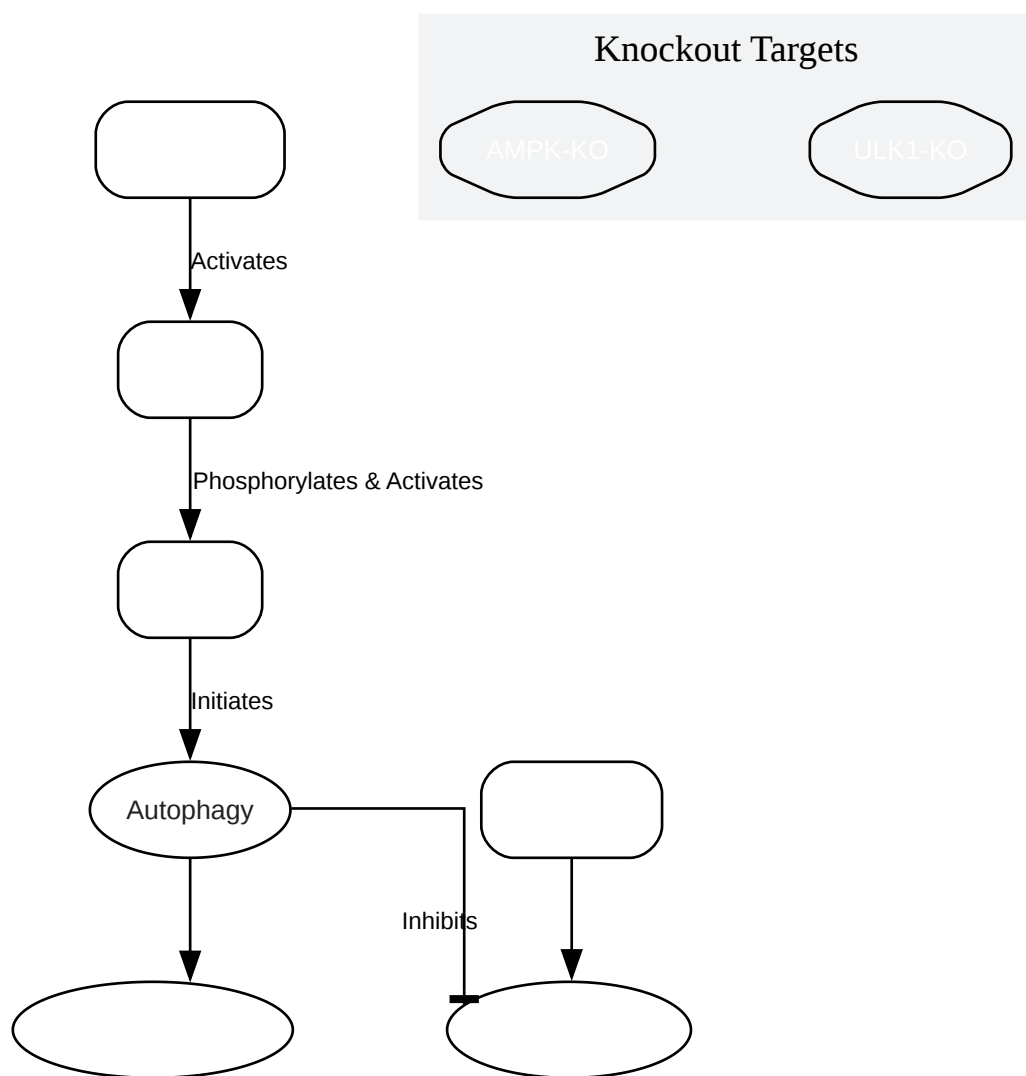 Knockout Targets
AMPK-KO
ULK1-KO
Activates
Phosphorylates & Activates
Initiates
Autophagy
Inhibits